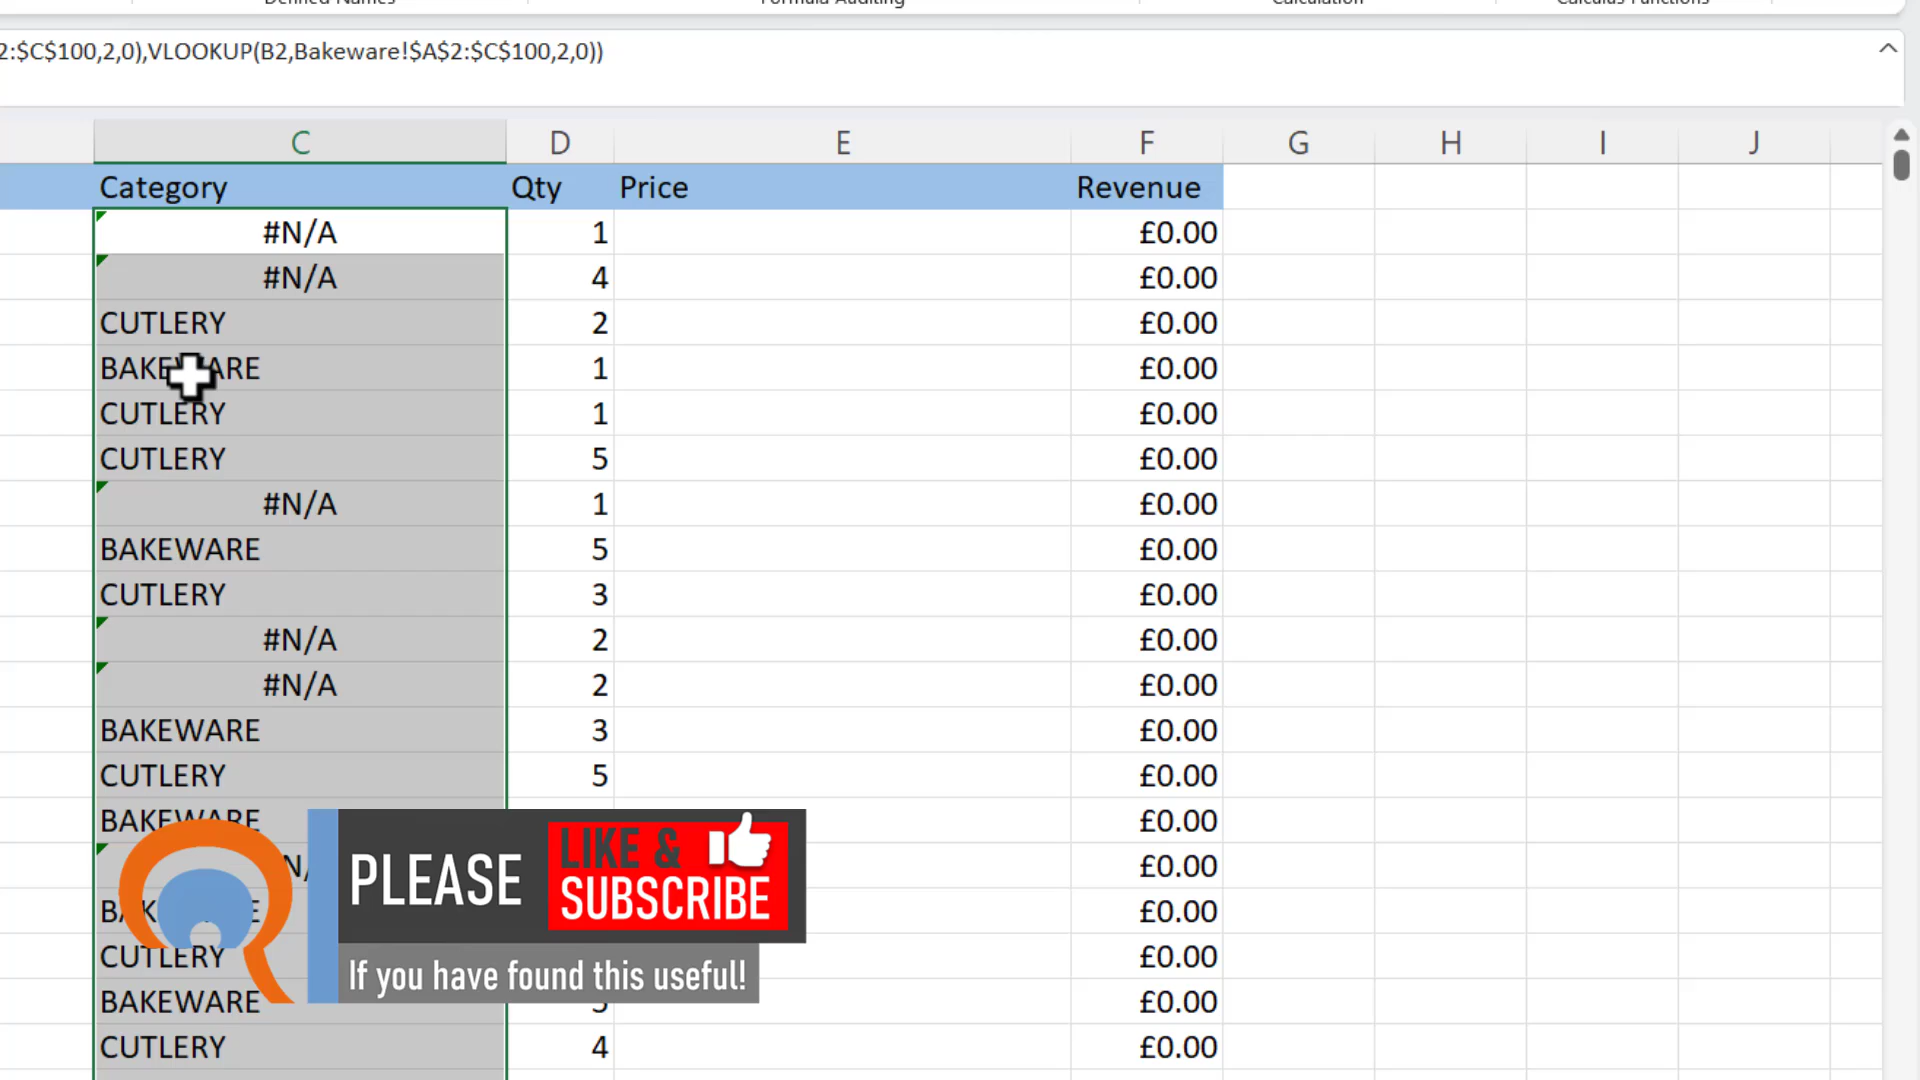 Defined Names Formula Auditing Calculation Calculus Functions
2:$C$100,2,0),VLOOKUP(B2,Bakeware!$A$2:$C$100,2,0))
C D E F G H I J
Category Qty Price Revenue
#N/A 1 £0.00
#N/A 4 £0.00
CUTLERY 2 £0.00
BAKEWARE 1 £0.00
CUTLERY 1 £0.00
CUTLERY 5 £0.00
#N/A 1 £0.00
BAKEWARE 5 £0.00
CUTLERY 3 £0.00
#N/A 2 £0.00
#N/A 2 £0.00
BAKEWARE 3 £0.00
CUTLERY 5 £0.00
BAKEWARE £0.00
£0.00
£0.00
CUTLERY £0.00
BAKEWARE £0.00
CUTLERY 4 £0.00
PLEASE
LIKE &
SUBSCRIBE
If you have found this useful!